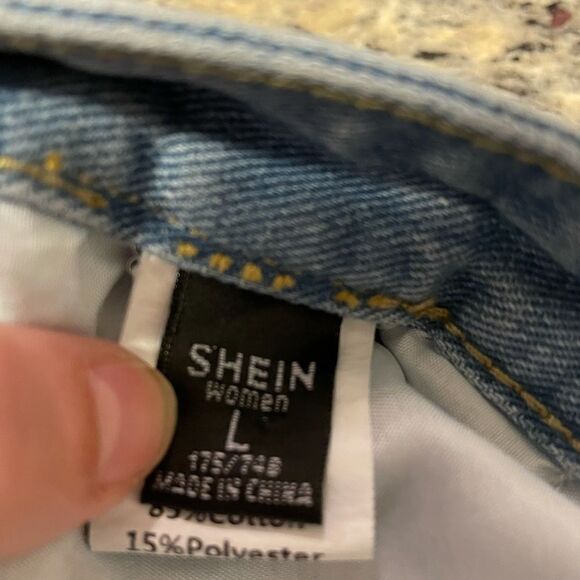 SHEIN
women
L
175/74B
MADE IN CHINA
85%Cotton
15%Polyester